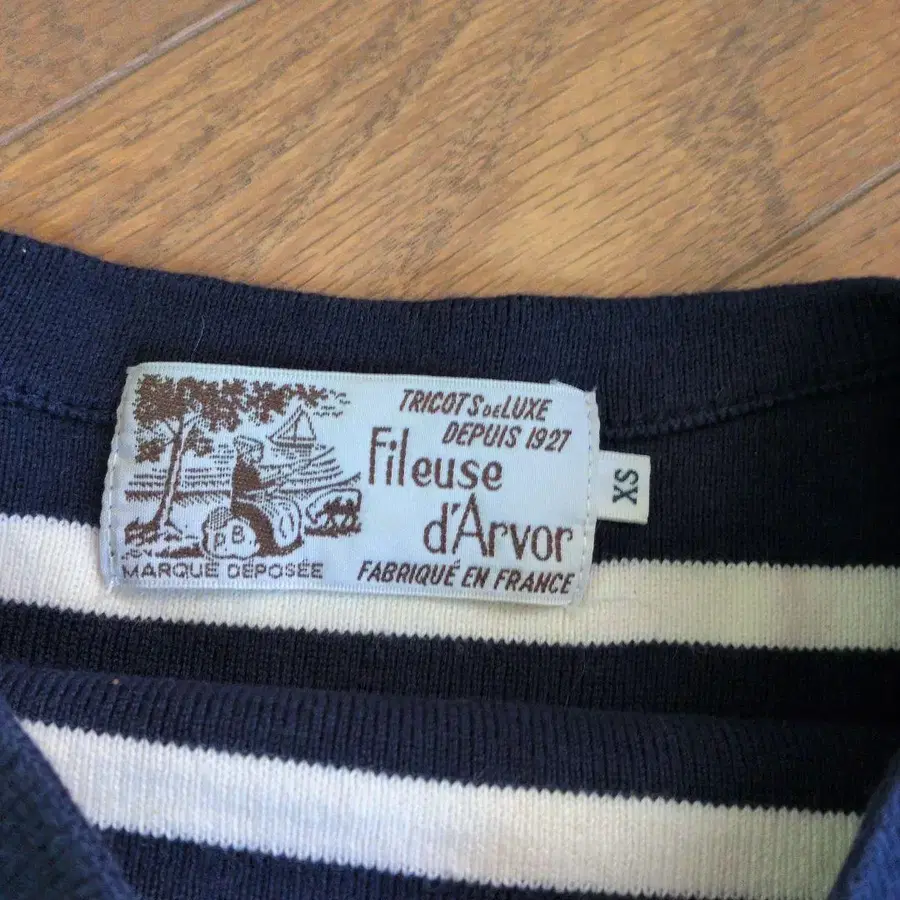 TRICOTS DE LUXE
DEPUIS 1927
Fileuse
d'Arvor
XS
P B
MARQUE DÉPOSÉE
FABRIQUÉ EN FRANCE